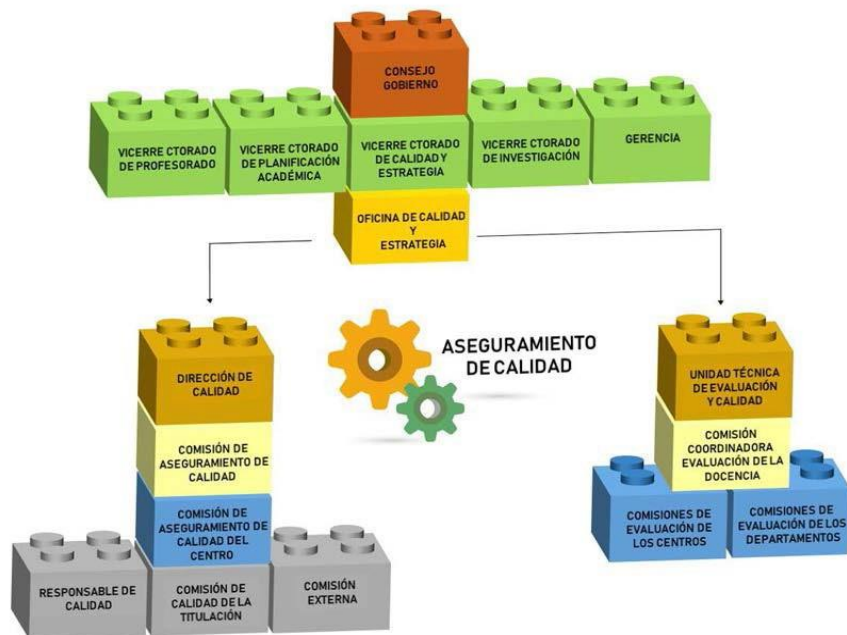 CONSEJO
GOBIERNO
VICERRE CTORADO
DE PROFESORADO
VICERRE CTORADO
DE PLANIFICACIÓN
ACADÉMICA
VICERRE CTORADO
DE CALIDAD Y
ESTRATEGIA
VICERRE CTORADO
DE INVESTIGACIÓN
GERENCIA
OFICINA DE CALIDAD
Y
ESTRATEGIA
DIRECCIÓN DE
CALIDAD
COMISIÓN DE
ASEGURAMIENTO DE
CALIDAD
COMISIÓN DE
ASEGURAMIENTO DE
CALIDAD DEL
CENTRO
RESPONSABLE DE
CALIDAD
COMISIÓN DE
CALIDAD DE LA
TITULACIÓN
COMISIÓN
EXTERNA
ASEGURAMIENTO
DE CALIDAD
UNIDAD TÉCNICA
DE EVALUACIÓN
Y CALIDAD
COMISIÓN
COORDINADORA
EVALUACIÓN DE LA
DOCENCIA
COMISIONES DE
EVALUACIÓN DE
LOS CENTROS
COMISIONES DE
EVALUACIÓN DE LOS
DEPARTAMENTOS